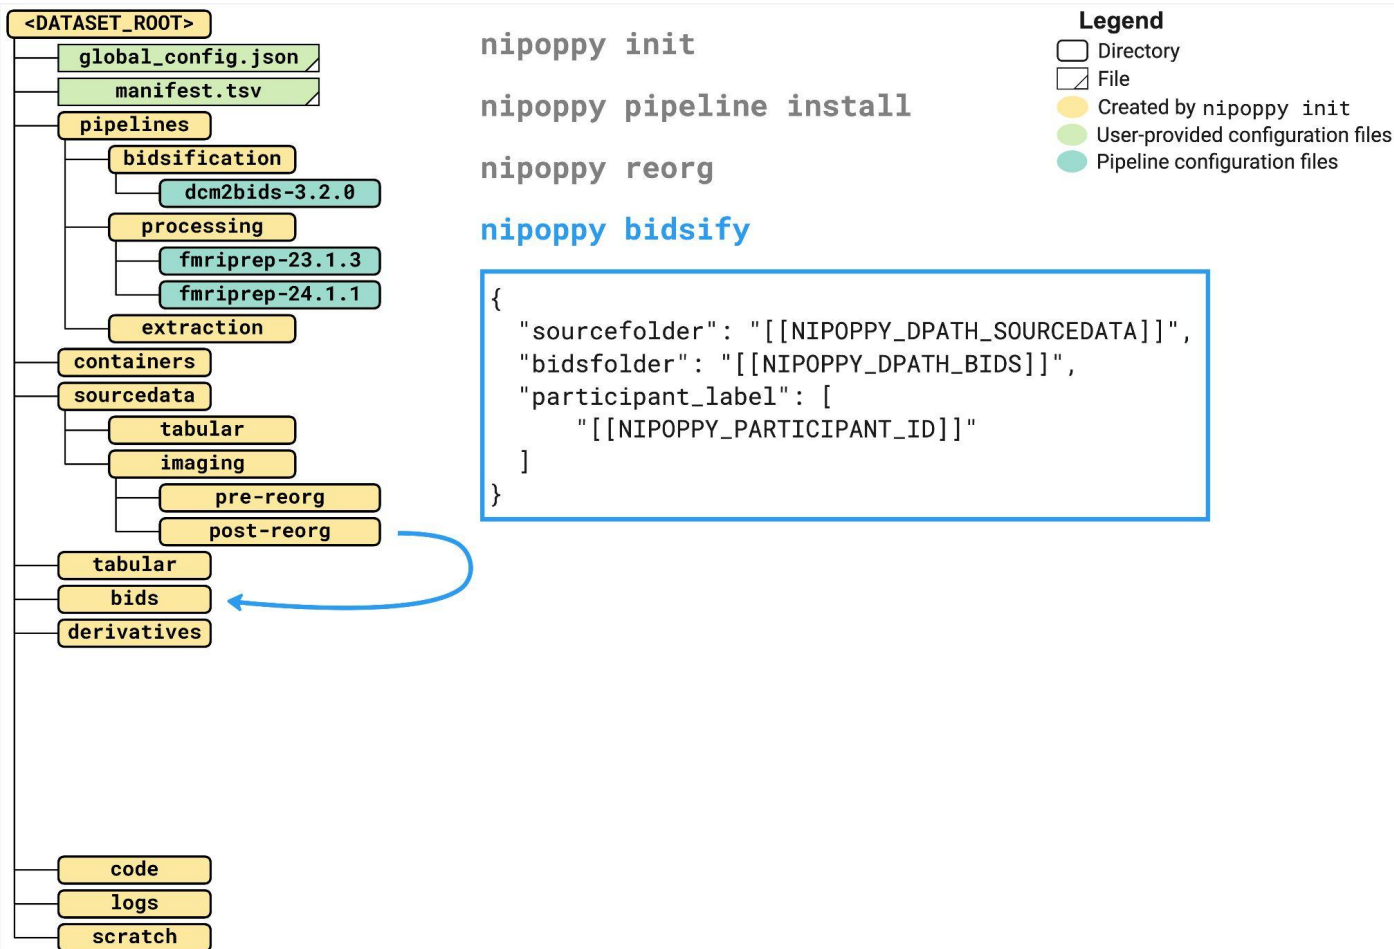 <DATASET_ROOT>
global_config.json
manifest.tsv
pipelines
bidsification
dcm2bids-3.2.0
processing
fmriprep-23.1.3
fmriprep-24.1.1
extraction
containers
sourcedata
tabular
imaging
pre-reorg
post-reorg
tabular
bids
derivatives
code
logs
scratch
nipoppy init
nipoppy pipeline install
nipoppy reorg
nipoppy bidsify
{
"sourcefolder": "[[NIPOPPY_DPATH_SOURCEDATA]]",
"bidsfolder": "[[NIPOPPY_DPATH_BIDS]]",
"participant_label": [
"[[NIPOPPY_PARTICIPANT_ID]]"
]
}
Legend
Directory
File
Created by nipoppy init
User-provided configuration files
Pipeline configuration files